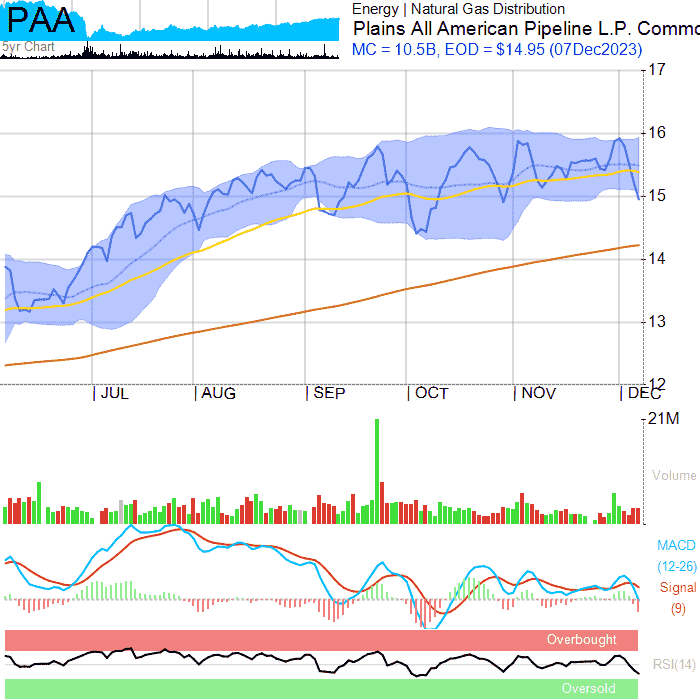 PAA
5yr Chart
Energy | Natural Gas Distribution
Plains All American Pipeline L.P. Commo
MC = 10.5B, EOD = $14.95 (07Dec2023)
17
16
15
14
13
12
JUL AUG SEP OCT NOV DEC
21M
Volume
MACD
(12-26)
Signal
(9)
Overbought
RSI(14)
Oversold